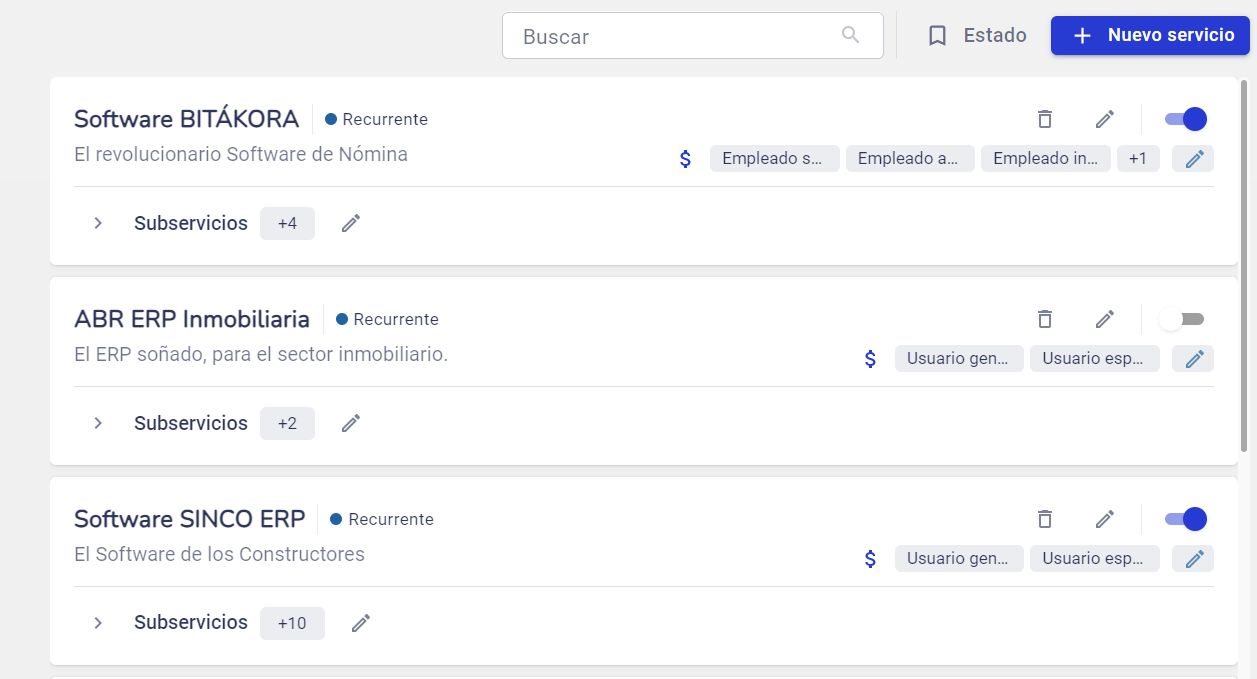 Buscar
Estado
Nuevo servicio
Software BITÁKORA
Recurrente
El revolucionario Software de Nómina
$ Empleado s... Empleado a... Empleado in... +1
Subservicios +4
ABR ERP Inmobiliaria
Recurrente
El ERP soñado, para el sector inmobiliario.
$ Usuario gen... Usuario esp...
Subservicios +2
Software SINCO ERP
Recurrente
El Software de los Constructores
$ Usuario gen... Usuario esp...
Subservicios +10